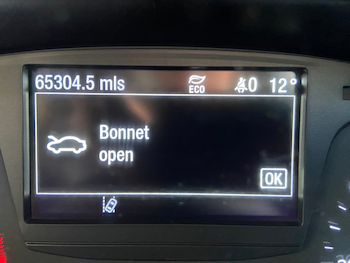 65304.5 mls ECO 0 12°
Bonnet
open
OK